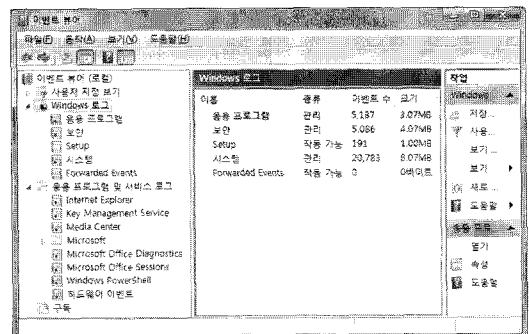 이벤트 뷰어
파일(F) 동작(A) 보기(V) 도움말(H)
이벤트 뷰어 (로컬)
사용자 지정 보기
Windows 로그
응용 프로그램
보안
Setup
시스템
Forwarded Events
응용 프로그램 및 서비스 로그
Internet Explorer
Key Management Service
Media Center
Microsoft
Microsoft Office Diagnostics
Microsoft Office Sessions
Windows PowerShell
하드웨어 이벤트
구독
Windows 로그
이름 종류 이벤트 수 크기
응용 프로그램 관리 5,187 3.07MB
보안 관리 5,086 4.07MB
Setup 작동 가능 191 1.00MB
시스템 관리 20,783 8.07MB
Forwarded Events 작동 가능 0 0바이트
작업
Windows
저장...
사용...
보기...
보기
새로...
도움말
응용 프로...
열기
속성
도움말